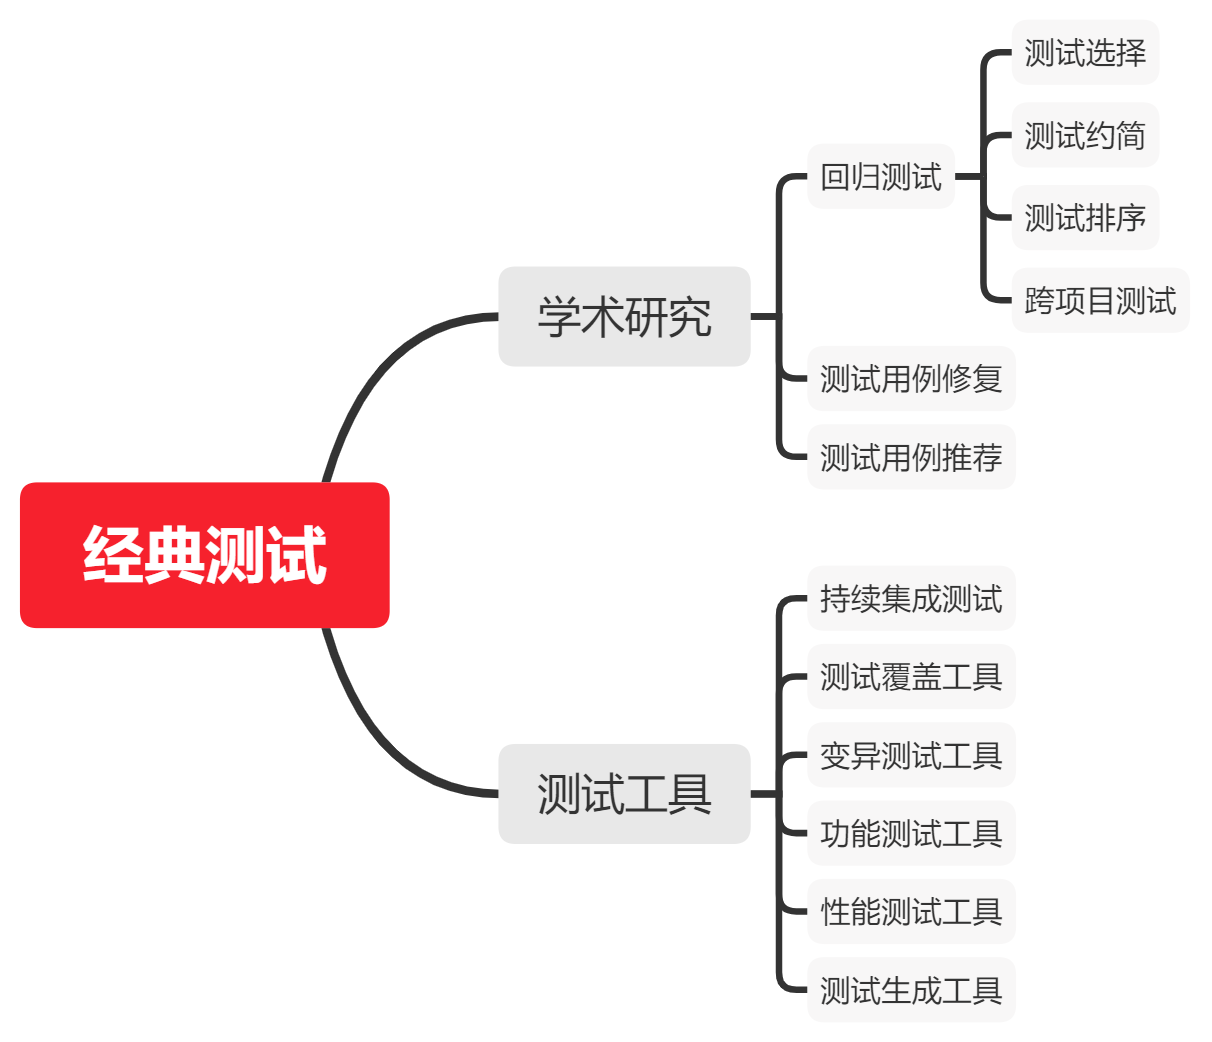 经典测试
学术研究
回归测试
测试选择
测试约简
测试排序
跨项目测试
测试用例修复
测试用例推荐
测试工具
持续集成测试
测试覆盖工具
变异测试工具
功能测试工具
性能测试工具
测试生成工具